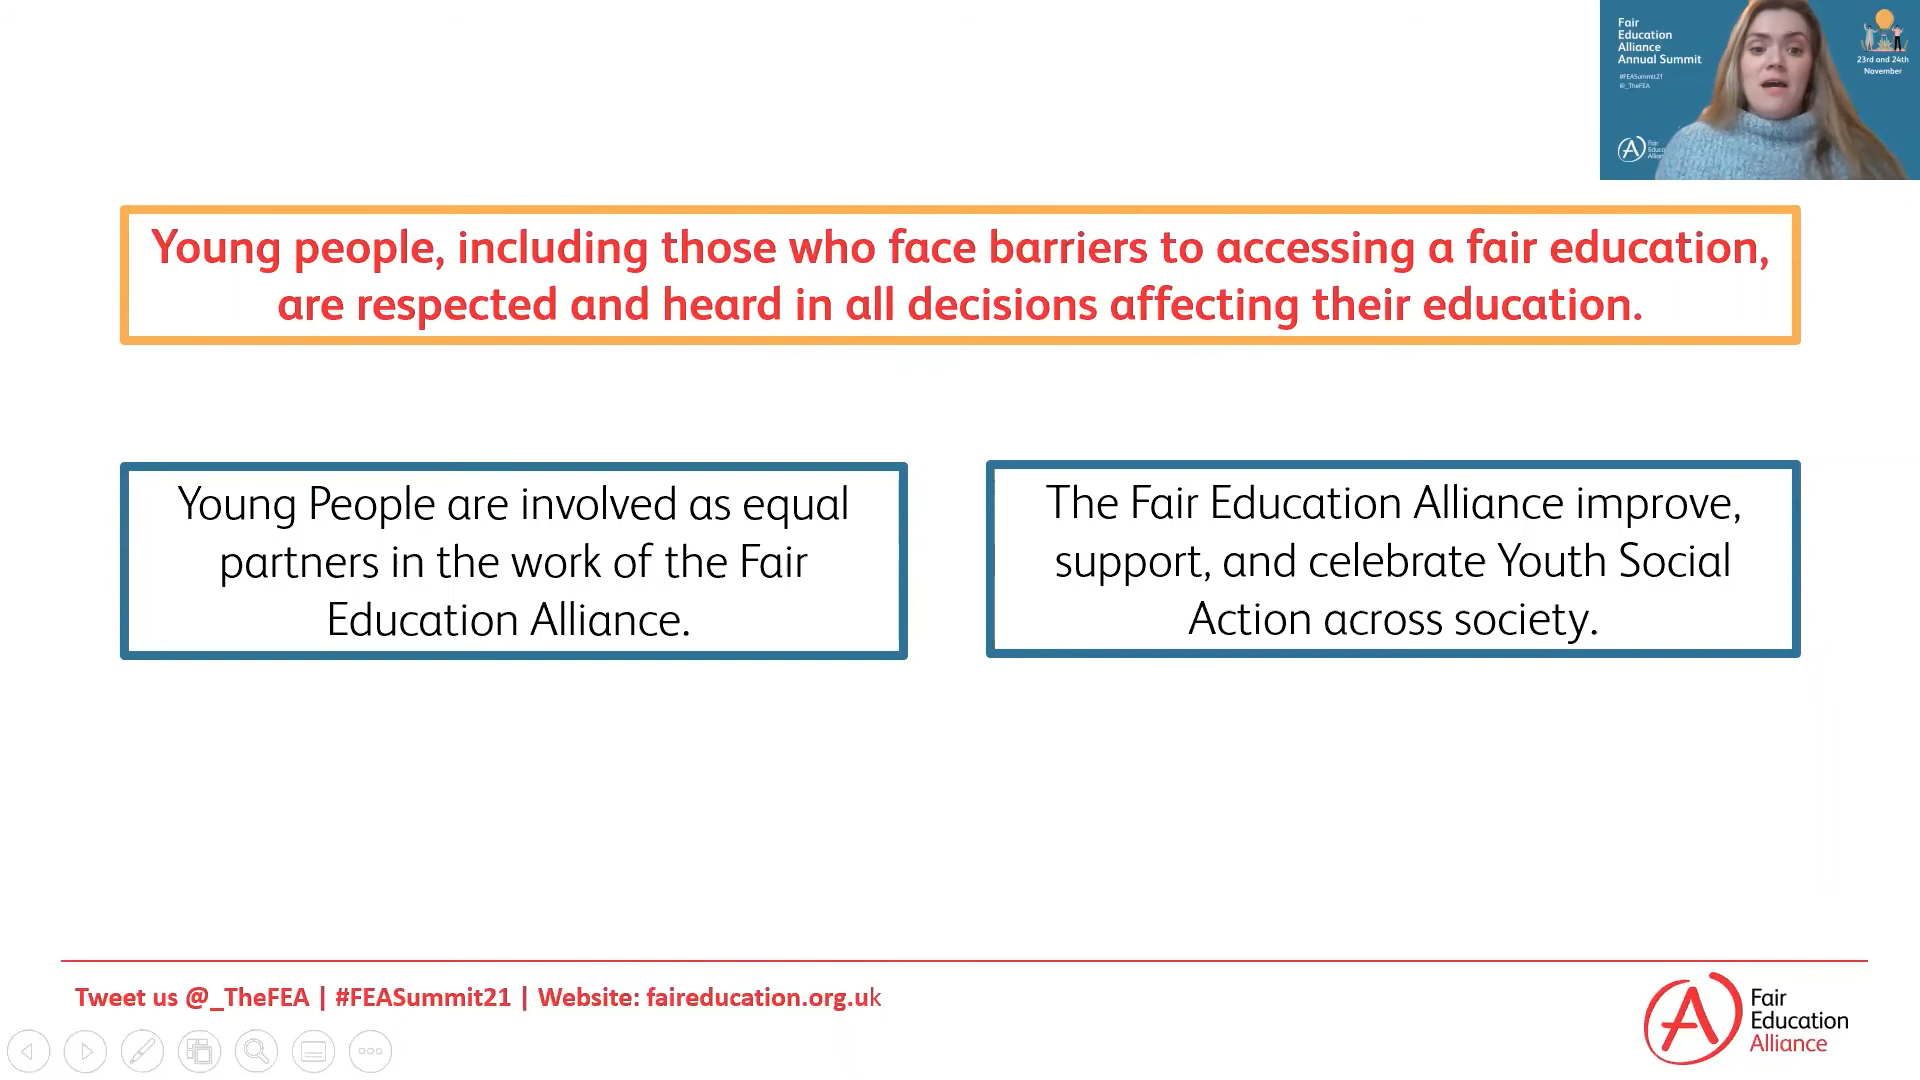 Fair
Education
Alliance
Annual Summit
#FEASummit21
@_TheFEA
23rd and 24th
November
Fair
Young people, including those who face barriers to accessing a fair education,
are respected and heard in all decisions affecting their education.
Young People are involved as equal
partners in the work of the Fair
Education Alliance.
The Fair Education Alliance improve,
support, and celebrate Youth Social
Action across society.
Tweet us @_TheFEA | #FEASummit21 | Website: faireducation.org.uk
Fair
Education
Alliance